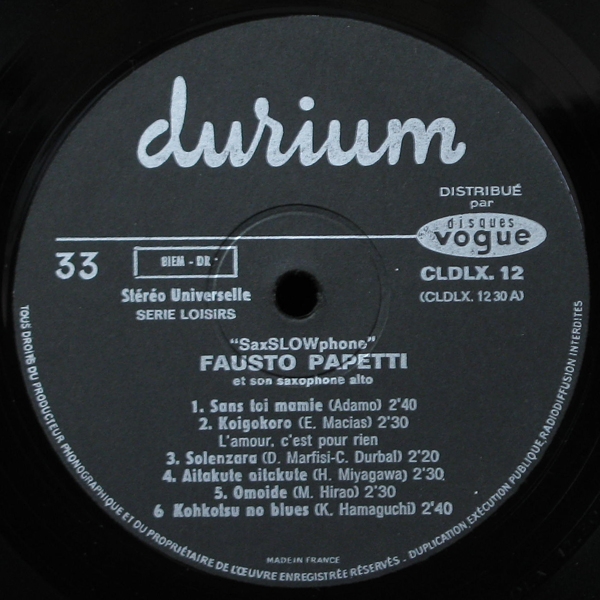 durium
DISTRIBUÉ
par
disques
vogue
33
BIEM - DR.
CLDLX. 12
Stéréo Universelle
(CLDLX. 12 30 A)
SERIE LOISIRS
"SaxSLOWphone"
FAUSTO PAPETTI
et son saxophone alto
1. Sans toi mamie (Adamo) 2'40
2. Koigokoro (E. Macias) 2'30
L'amour, c'est pour rien
3. Solenzara (D. Marfisi-C. Durbal) 2'20
4. Aitakute aitakute (H. Miyagawa) 2'30
5. Omoide (M. Hirao) 2'30
6 Kohkotsu no blues (K. Hamaguchi) 2'40
MADE IN FRANCE
TOUS DROITS DU PRODUCTEUR PHONOGRAPHIQUE ET DU PROPRIÉTAIRE DE L'ŒUVRE ENREGISTRÉE RÉSERVÉS - DUPLICATION, EXÉCUTION PUBLIQUE, RADIODIFFUSION INTERDITES